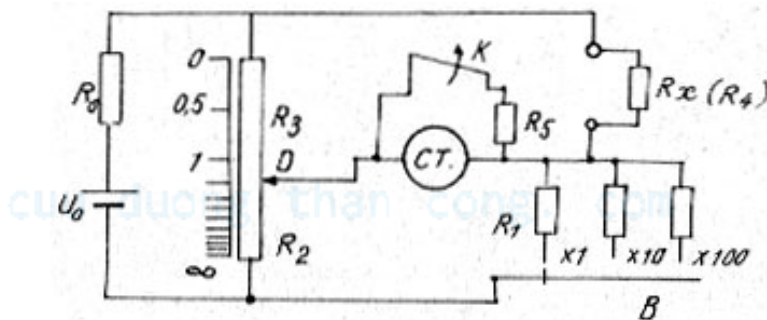 0
K
R₀
0,5
R₃
R₅
Rx (R₄)
1
D
CT.
cuu duong than cong. com
U₀
R₁
R₂
x1
x10
x100
∞
B